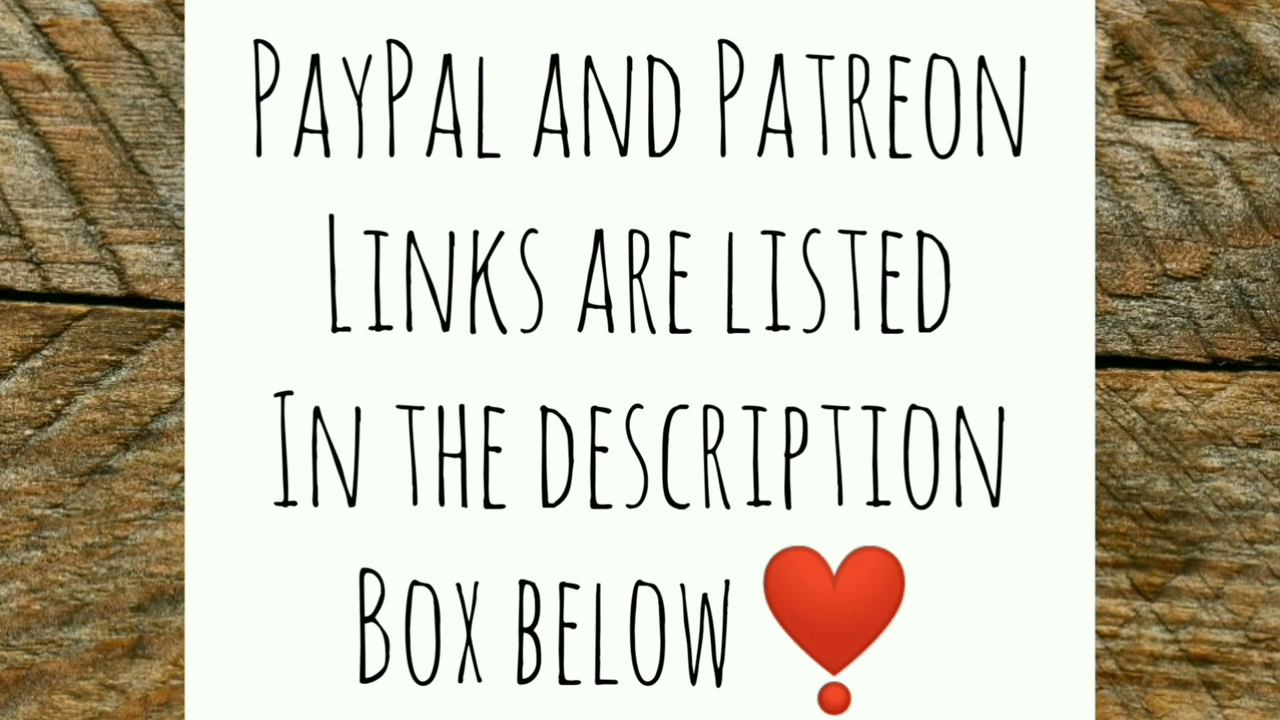 PayPal and Patreon
Links are listed
In the description
Box below ❣️